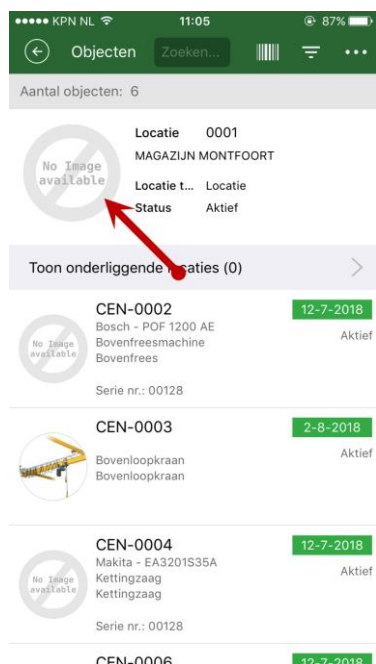 KPN NL 11:05 87%
Objecten Zoeken...
Aantal objecten: 6
No Image available
Locatie 0001
MAGAZIJN MONTFOORT
Locatie t... Locatie
Status Aktief
Toon onderliggende locaties (0)
CEN-0002 12-7-2018
Bosch - POF 1200 AE Aktief
No Image available
Bovenfreesmachine
Bovenfrees
Serie nr.: 00128
CEN-0003 2-8-2018
Aktief
Bovenloopkraan
Bovenloopkraan
CEN-0004 12-7-2018
Makita - EA3201S35A Aktief
No Image available
Kettingzaag
Kettingzaag
Serie nr.: 00128
CEN-0006 12-7-2018